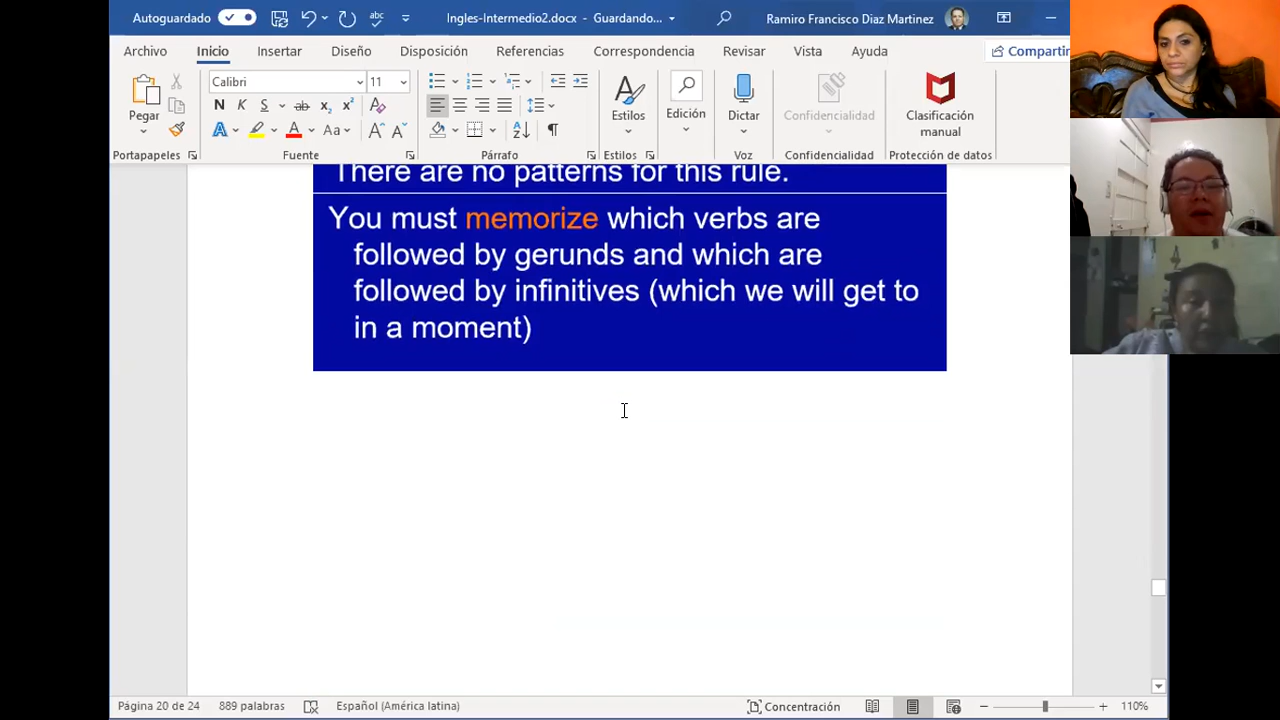 Autoguardado
Ingles-Intermedio2.docx - Guardando...
Ramiro Francisco Diaz Martinez
Archivo Inicio Insertar Diseño Disposición Referencias Correspondencia Revisar Vista Ayuda Compartir
Calibri 11
N K S ab x₂ x²
A A Aa A A
Pegar
Estilos
Edición
Dictar
Confidencialidad
Clasificación manual
Portapapeles Fuente Párrafo Estilos Voz Confidencialidad Protección de datos
There are no patterns for this rule.
You must memorize which verbs are
followed by gerunds and which are
followed by infinitives (which we will get to
in a moment)
Página 20 de 24 889 palabras Español (América latina) Concentración 110%